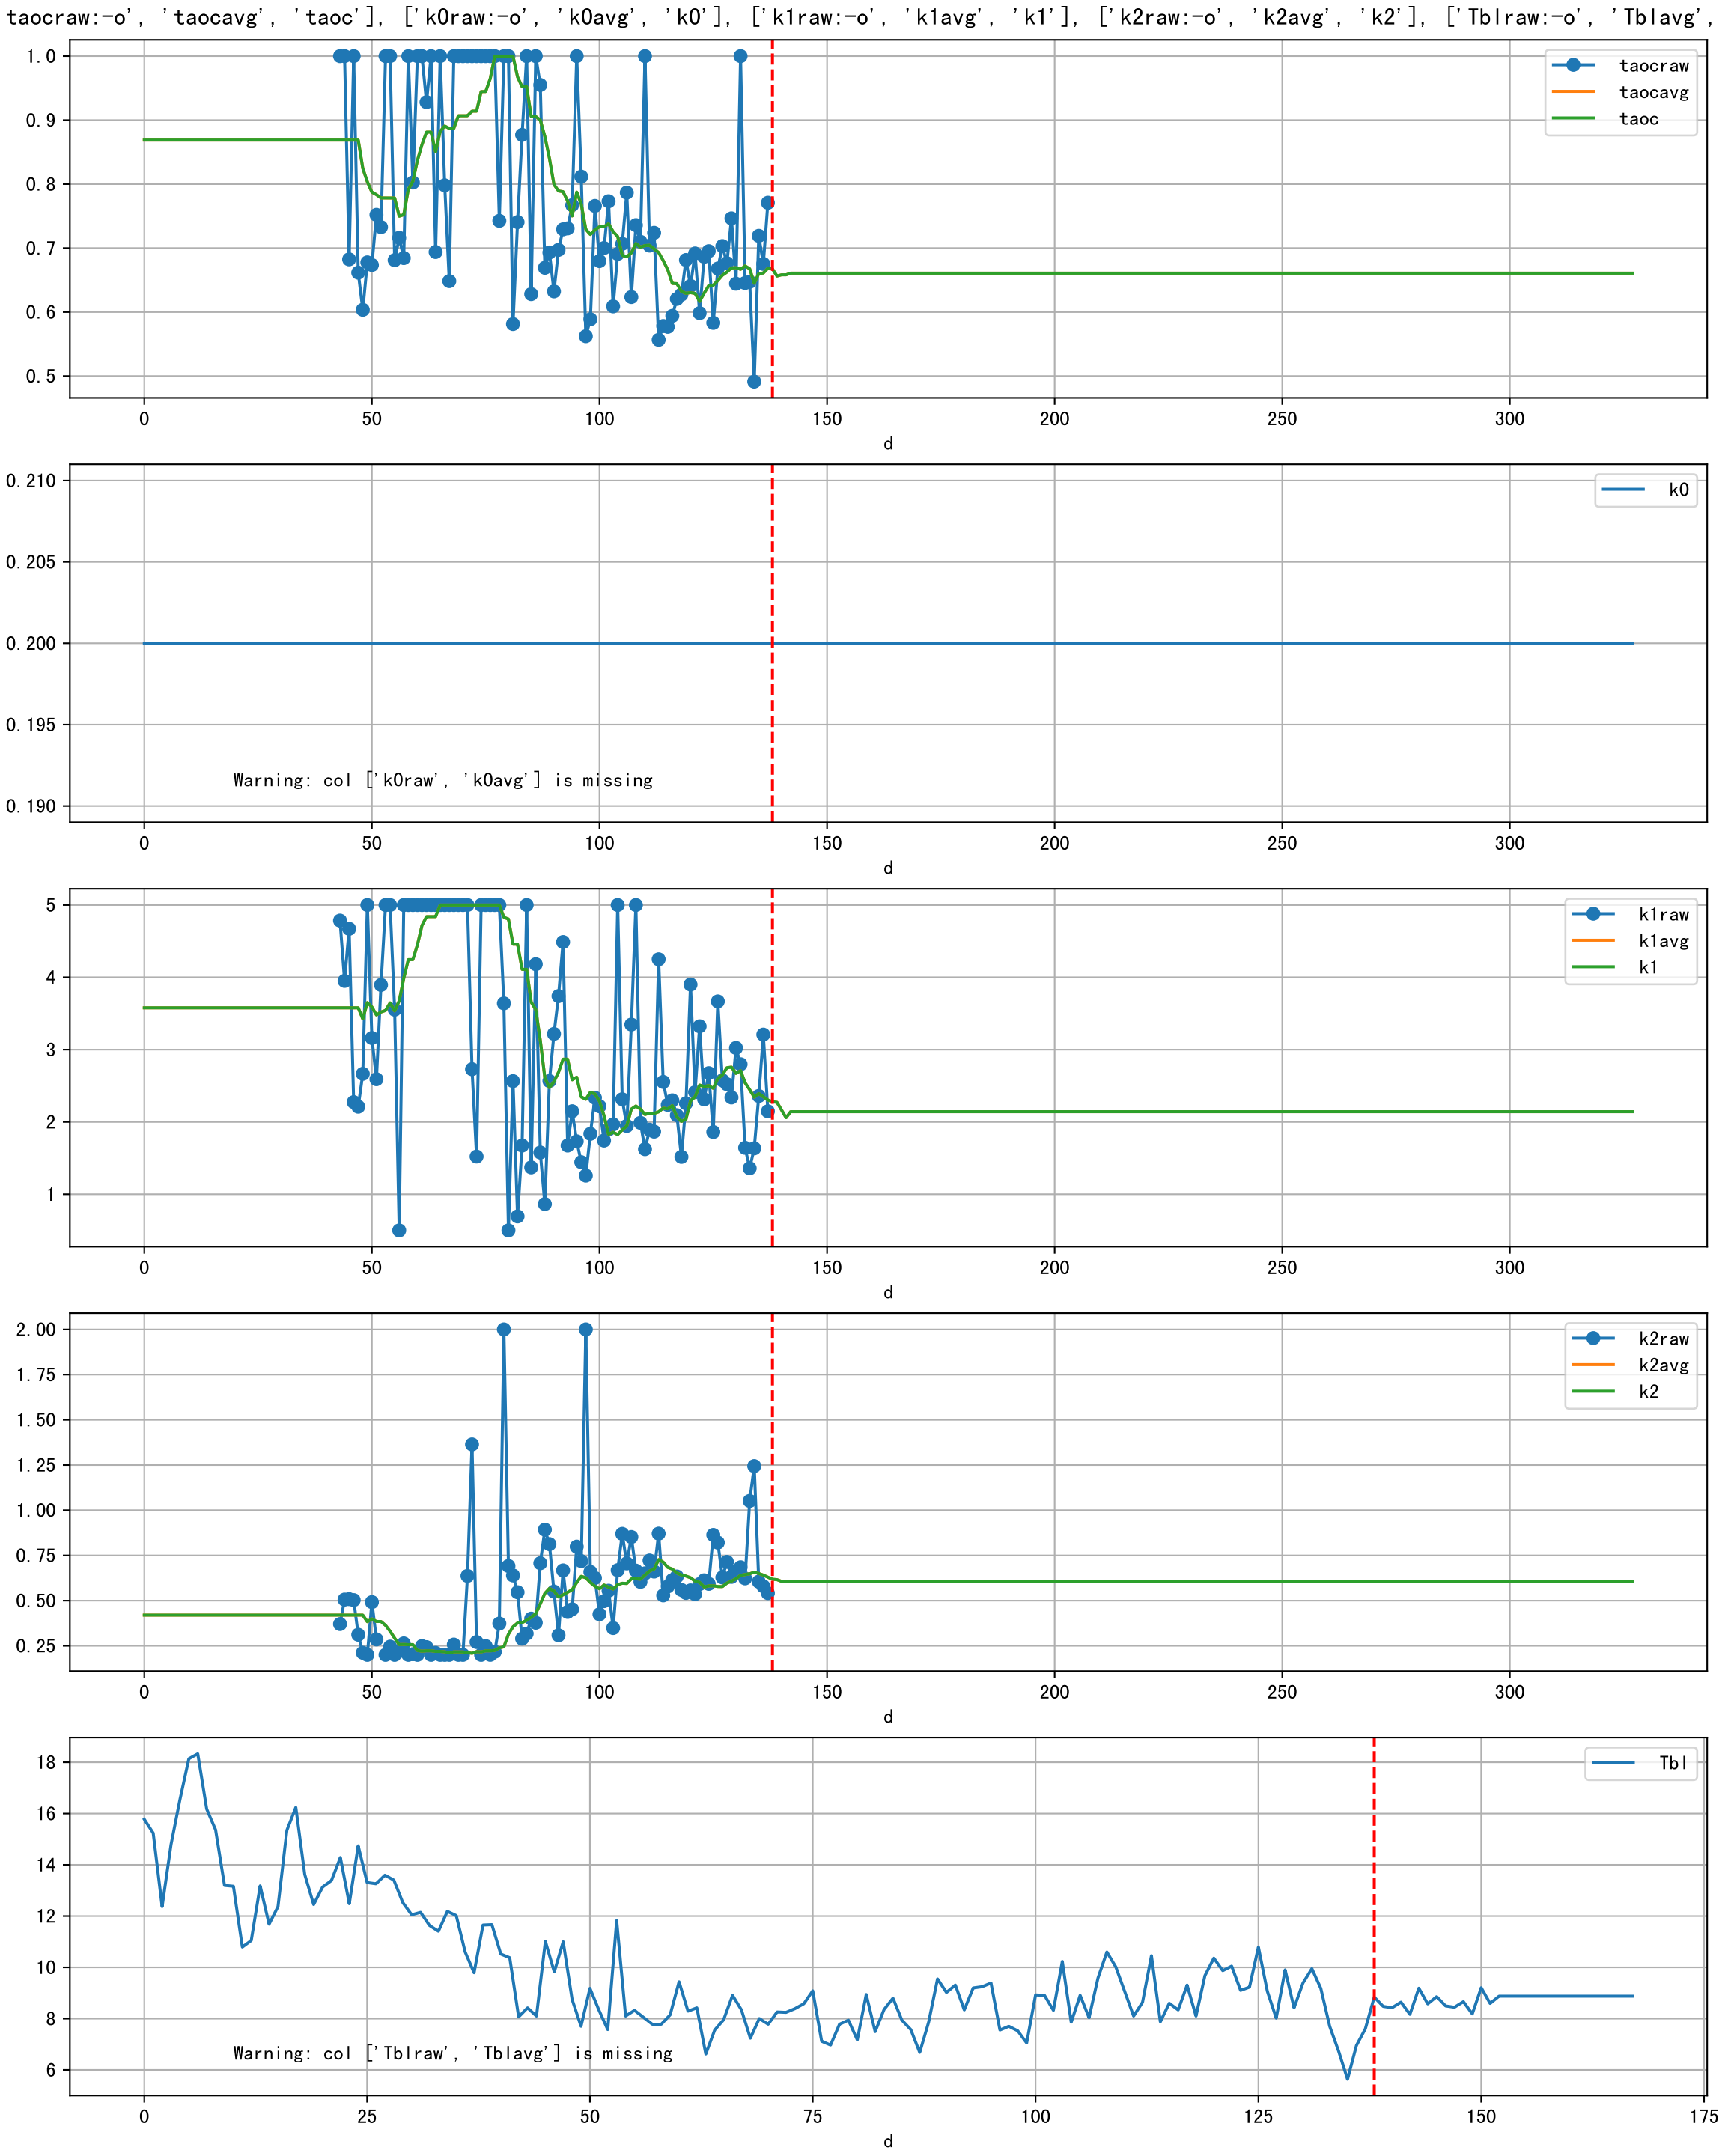 taocraw:-o', 'taocavg', 'taoc'], ['k0raw:-o', 'k0avg', 'k0'], ['k1raw:-o', 'k1avg', 'k1'], ['k2raw:-o', 'k2avg', 'k2'], ['Tblraw:-o', 'Tblavg',
1.0
0.9
0.8
0.7
0.6
0.5
taocraw
taocavg
taoc
0 50 100 150 200 250 300
d
0.210
0.205
0.200
0.195
0.190
k0
Warning: col ['k0raw', 'k0avg'] is missing
0 50 100 150 200 250 300
d
5
4
3
2
1
k1raw
k1avg
k1
0 50 100 150 200 250 300
d
2.00
1.75
1.50
1.25
1.00
0.75
0.50
0.25
k2raw
k2avg
k2
0 50 100 150 200 250 300
d
18
16
14
12
10
8
6
Tbl
Warning: col ['Tblraw', 'Tblavg'] is missing
0 25 50 75 100 125 150 175
d